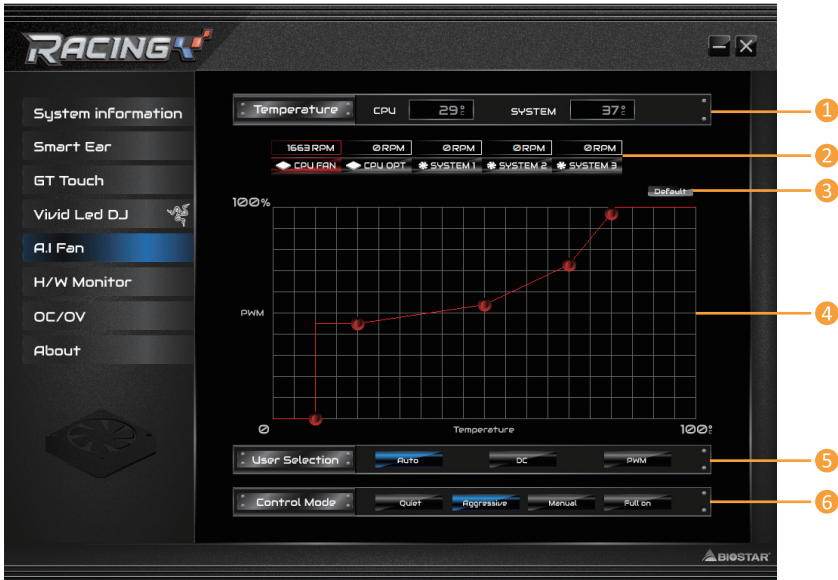 RACING
System information
Smart Ear
GT Touch
Vivid Led DJ
A.I Fan
H/W Monitor
OC/OV
About
Temperature CPU 29°C SYSTEM 37°C 1
1663 RPM 0 RPM 0 RPM 0 RPM 0 RPM 2
CPU FAN CPU OPT SYSTEM 1 SYSTEM 2 SYSTEM 3
Default 3
100%
PWM 4
0 Temperature 100°C
User Selection Auto DC PWM 5
Control Mode Quiet Aggressive Manual Full on 6
BIOSTAR